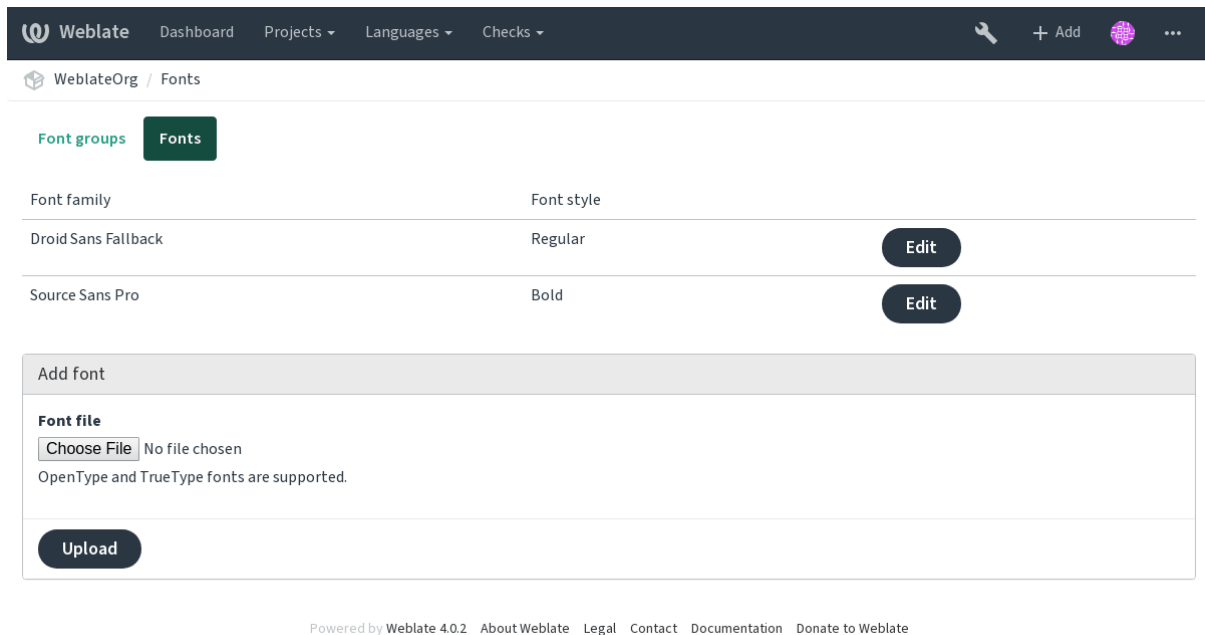 Weblate Dashboard Projects Languages Checks Add
WeblateOrg / Fonts
Font groups Fonts
Font family Font style
Droid Sans Fallback Regular Edit
Source Sans Pro Bold Edit
Add font
Font file
Choose File No file chosen
OpenType and TrueType fonts are supported.
Upload
Powered by Weblate 4.0.2 About Weblate Legal Contact Documentation Donate to Weblate